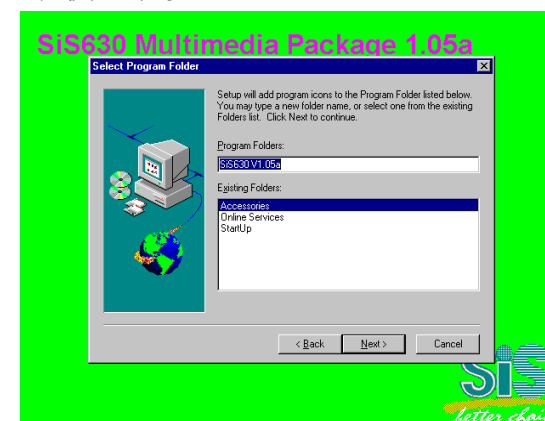 SiS630 Multimedia Package 1.05a
Select Program Folder
Setup will add program icons to the Program Folder listed below.
You may type a new folder name, or select one from the existing
Folders list. Click Next to continue.
Program Folders:
SiS630 V1.05a
Existing Folders:
Accessories
Online Services
StartUp
< Back
Next >
Cancel
SiS
better